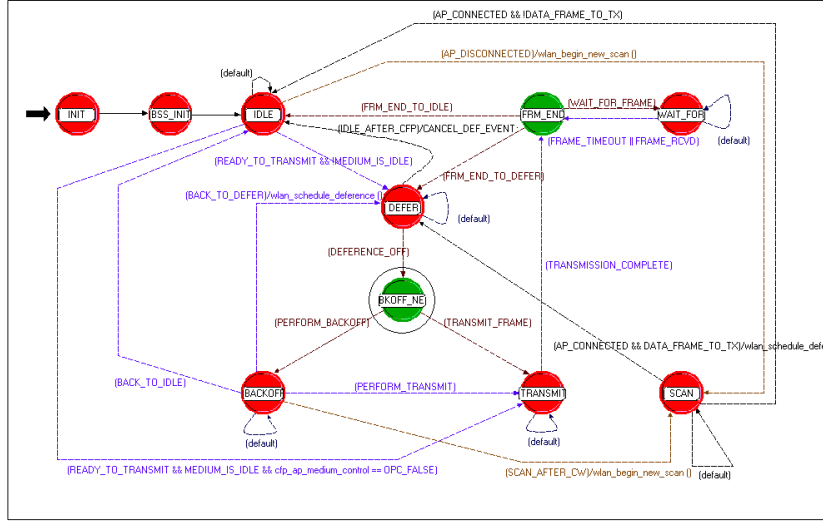 (AP_CONNECTED && !DATA_FRAME_TO_TX)
(AP_DISCONNECTED)/wlan_begin_new_scan ()
(default)
INIT
BSS_INIT
IDLE
(FRM_END_TO_IDLE)
FRM_END
(WAIT_FOR_FRAME)
WAIT_FOR
(IDLE_AFTER_CFP)/CANCEL_DEF_EVENT;
(FRAME_TIMEOUT || FRAME_RCVD)
(default)
(READY_TO_TRANSMIT && !MEDIUM_IS_IDLE)
(FRM_END_TO_DEFER)
(BACK_TO_DEFER)/wlan_schedule_deference ()
DEFER
(default)
(DEFERENCE_OFF)
(TRANSMISSION_COMPLETE)
BKOFF_NE
(PERFORM_BACKOFF)
(TRANSMIT_FRAME)
(AP_CONNECTED && DATA_FRAME_TO_TX)/wlan_schedule_defe
(BACK_TO_IDLE)
BACKOFF
(PERFORM_TRANSMIT)
TRANSMIT
SCAN
(default)
(default)
(READY_TO_TRANSMIT && MEDIUM_IS_IDLE && cfp_ap_medium_control == OPC_FALSE)
(SCAN_AFTER_CW)/wlan_begin_new_scan ()
(default)